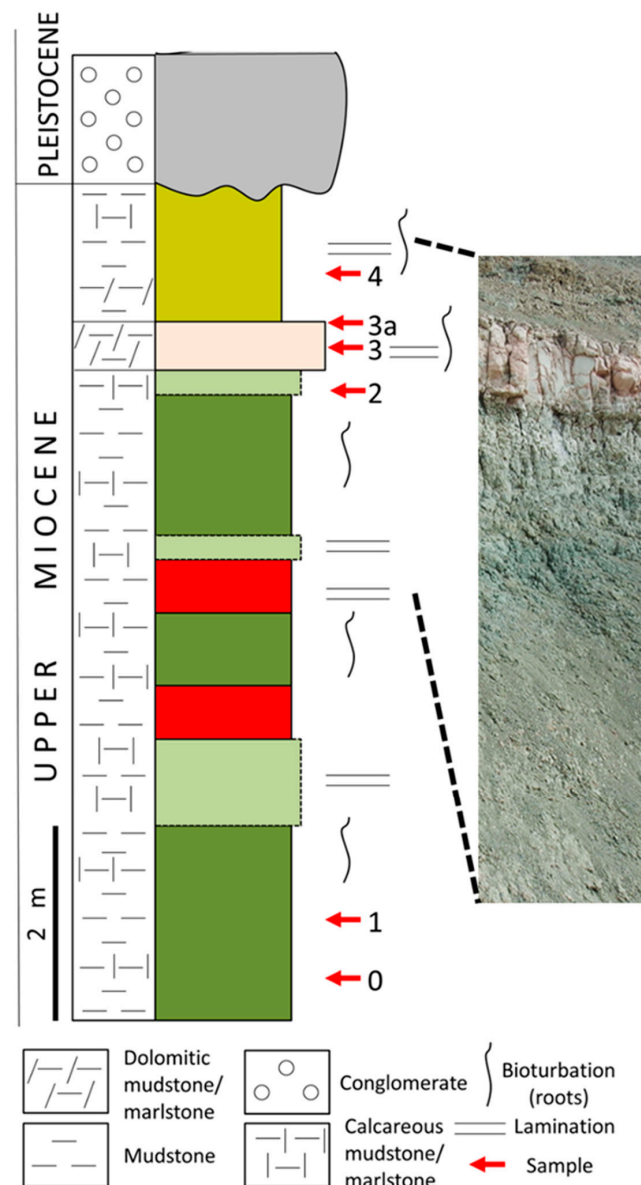 PLEISTOCENE
UPPER MIOCENE
2 m
4
3a
3
2
1
0
Dolomitic
mudstone/
marlstone
Conglomerate
Bioturbation
(roots)
Mudstone
Calcareous
mudstone/
marlstone
Lamination
Sample